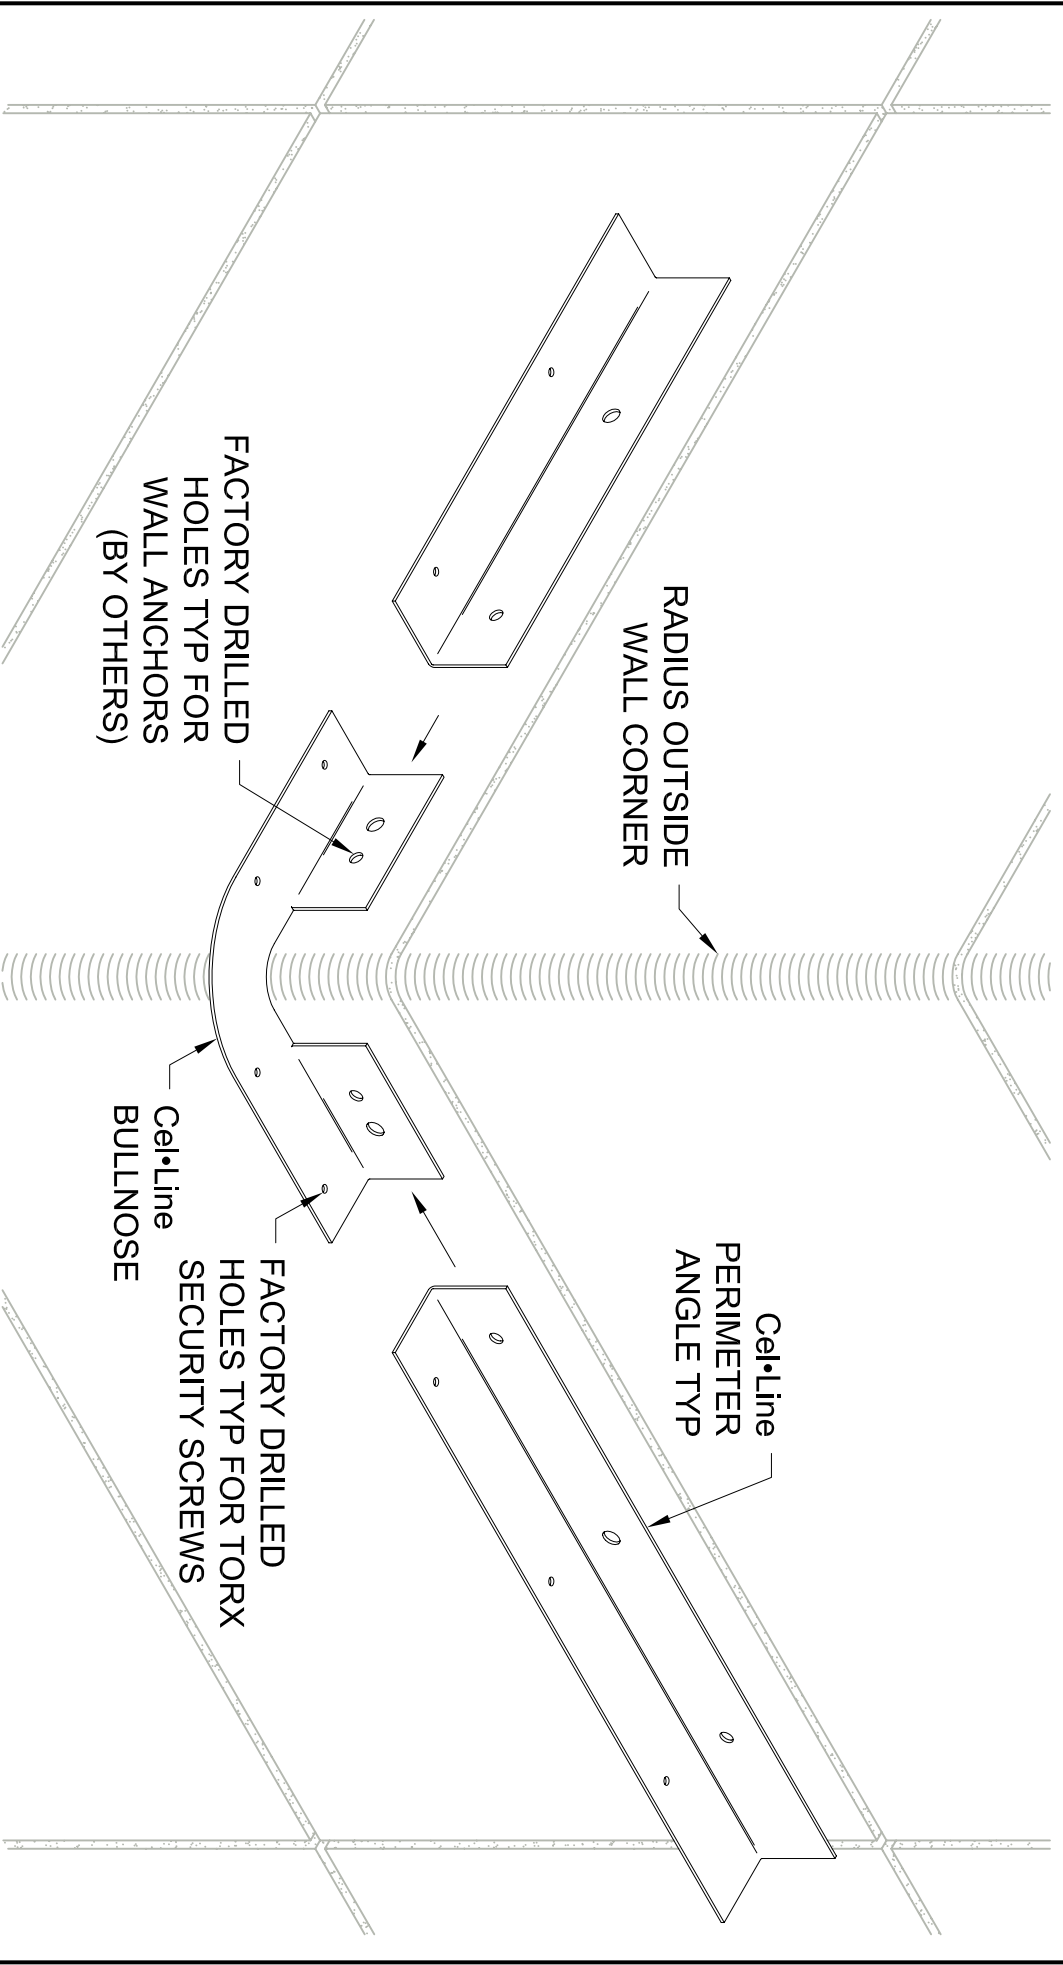 RADIUS OUTSIDE
WALL CORNER
Cel•Line
PERIMETER
ANGLE TYP
FACTORY DRILLED
HOLES TYP FOR
WALL ANCHORS
(BY OTHERS)
Cel•Line
BULLNOSE
FACTORY DRILLED
HOLES TYP FOR TORX
SECURITY SCREWS